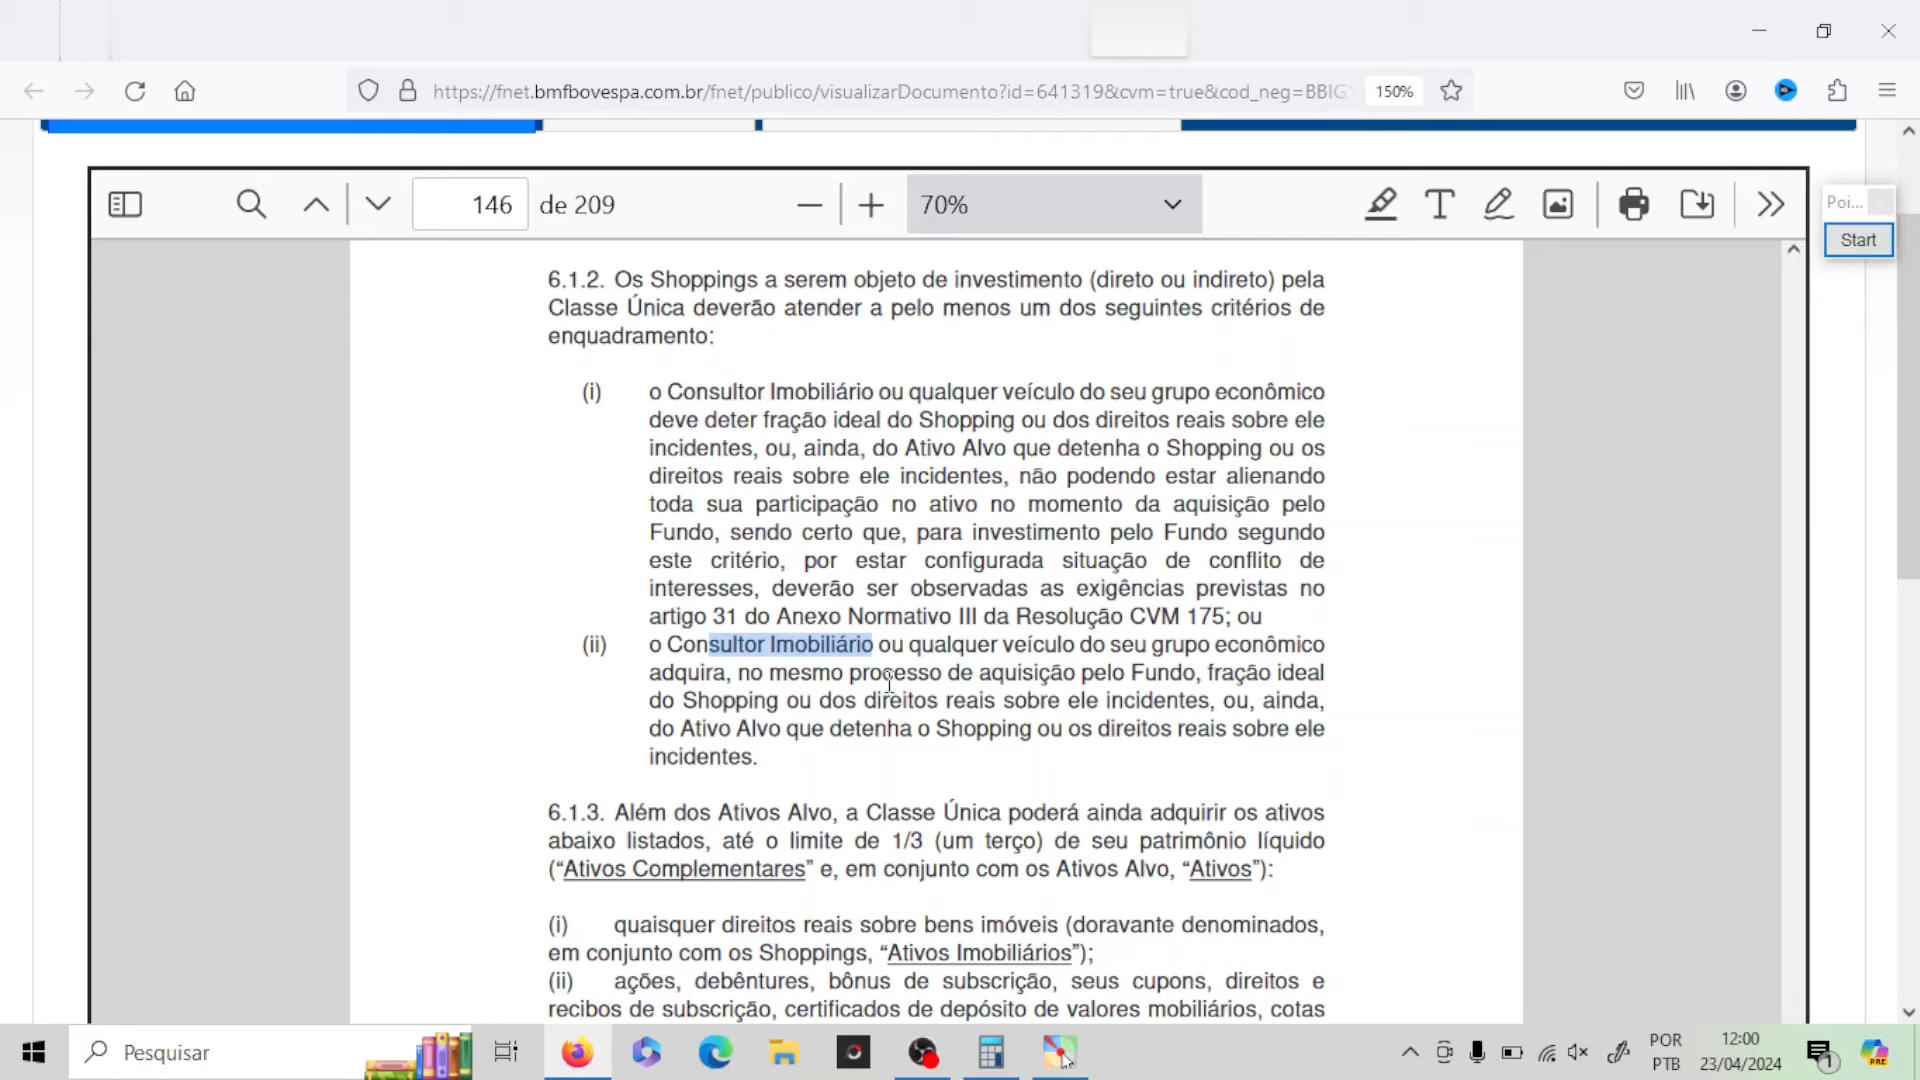 https://fnet.bmfbovespa.com.br/fnet/publico/visualizarDocumento?id=641319&cvm=true&cod_neg=BBIG
150%
146 de 209
70%
Poi...
Start
6.1.2. Os Shoppings a serem objeto de investimento (direto ou indireto) pela
Classe Única deverão atender a pelo menos um dos seguintes critérios de
enquadramento:
(i) o Consultor Imobiliário ou qualquer veículo do seu grupo econômico
deve deter fração ideal do Shopping ou dos direitos reais sobre ele
incidentes, ou, ainda, do Ativo Alvo que detenha o Shopping ou os
direitos reais sobre ele incidentes, não podendo estar alienando
toda sua participação no ativo no momento da aquisição pelo
Fundo, sendo certo que, para investimento pelo Fundo segundo
este critério, por estar configurada situação de conflito de
interesses, deverão ser observadas as exigências previstas no
artigo 31 do Anexo Normativo III da Resolução CVM 175; ou
(ii) o Consultor Imobiliário ou qualquer veículo do seu grupo econômico
adquira, no mesmo processo de aquisição pelo Fundo, fração ideal
do Shopping ou dos direitos reais sobre ele incidentes, ou, ainda,
do Ativo Alvo que detenha o Shopping ou os direitos reais sobre ele
incidentes.
6.1.3. Além dos Ativos Alvo, a Classe Única poderá ainda adquirir os ativos
abaixo listados, até o limite de 1/3 (um terço) de seu patrimônio líquido
(“Ativos Complementares” e, em conjunto com os Ativos Alvo, “Ativos”):
(i) quaisquer direitos reais sobre bens imóveis (doravante denominados,
em conjunto com os Shoppings, “Ativos Imobiliários”);
(ii) ações, debêntures, bônus de subscrição, seus cupons, direitos e
recibos de subscrição, certificados de depósito de valores mobiliários, cotas
Pesquisar
POR
PTB
12:00
23/04/2024
1
PRE